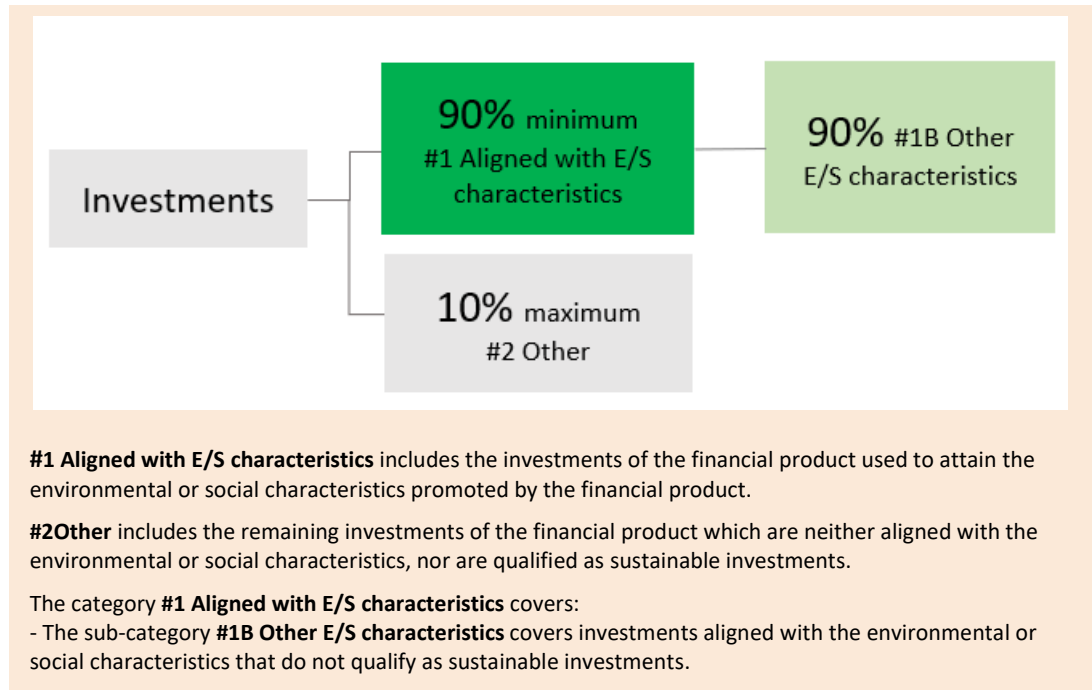 Investments
90% minimum
#1 Aligned with E/S
characteristics
90% #1B Other
E/S characteristics
10% maximum
#2 Other
#1 Aligned with E/S characteristics includes the investments of the financial product used to attain the
environmental or social characteristics promoted by the financial product.
#2Other includes the remaining investments of the financial product which are neither aligned with the
environmental or social characteristics, nor are qualified as sustainable investments.
The category #1 Aligned with E/S characteristics covers:
- The sub-category #1B Other E/S characteristics covers investments aligned with the environmental or
social characteristics that do not qualify as sustainable investments.